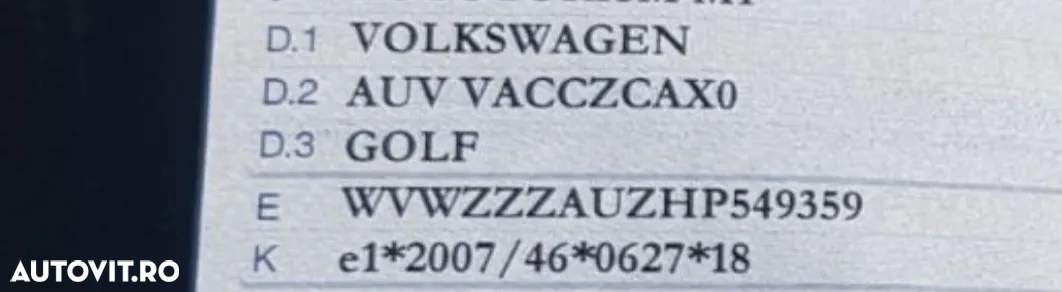 D.1 VOLKSWAGEN
D.2 AUV VACCZCAX0
D.3 GOLF
E WVWZZZAUZHP549359
K e1*2007/46*0627*18
AUTOVIT.RO